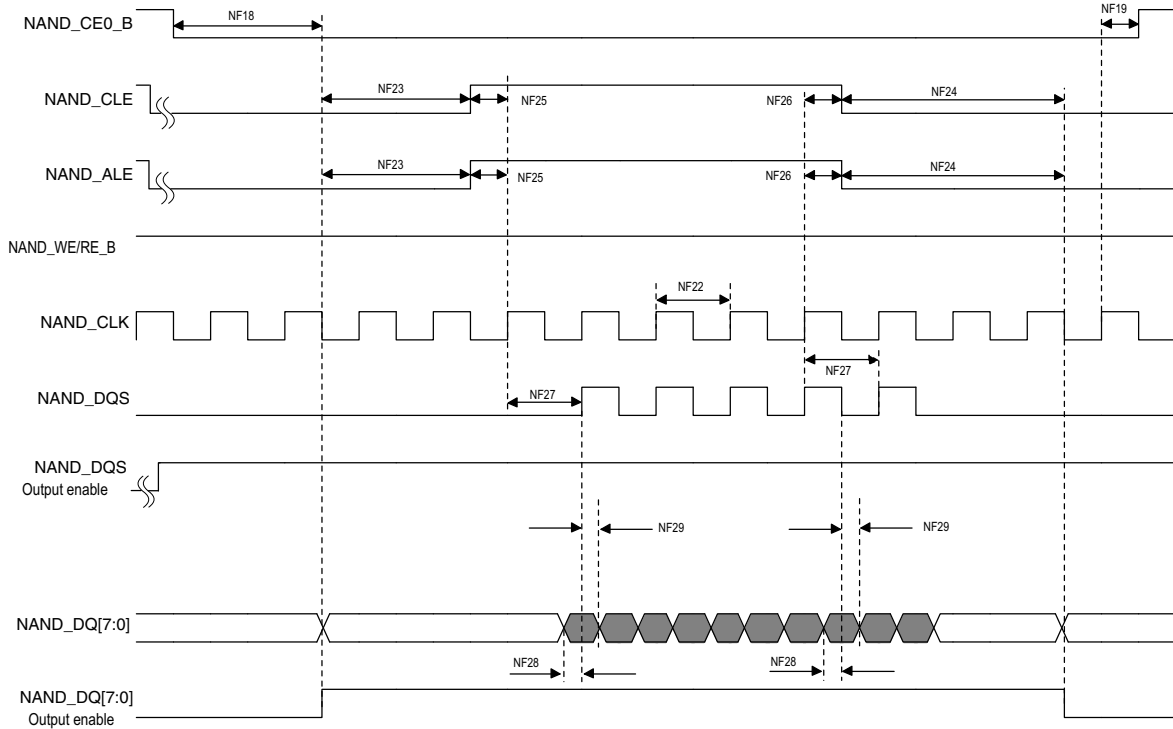 NAND_CE0_B
NF18
NF19
NAND_CLE
NF23
NF25
NF26
NF24
NAND_ALE
NF23
NF25
NF26
NF24
NAND_WE/RE_B
NAND_CLK
NF22
NAND_DQS
NF27
NF27
NAND_DQS
Output enable
NF29
NF29
NAND_DQ[7:0]
NF28
NF28
NAND_DQ[7:0]
Output enable